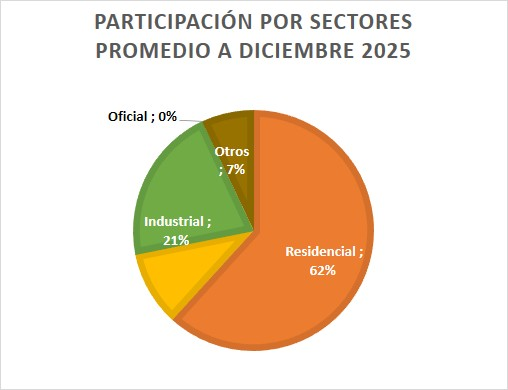 PARTICIPACIÓN POR SECTORES
PROMEDIO A DICIEMBRE 2025
Oficial ; 0%
Otros
; 7%
Industrial ;
21%
Residencial ;
62%